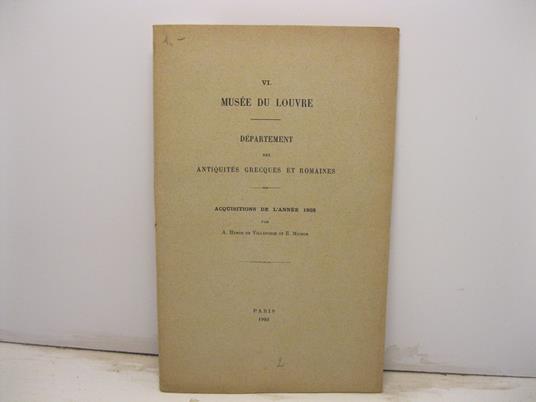 VI.
MUSÉE DU LOUVRE
DÉPARTEMENT
DES
ANTIQUITÉS GRECQUES ET ROMAINES
ACQUISITIONS DE L'ANNÉE
PAR
A. HÉRON DE VILLEFOSSE ET E. MICHON
PARIS
2